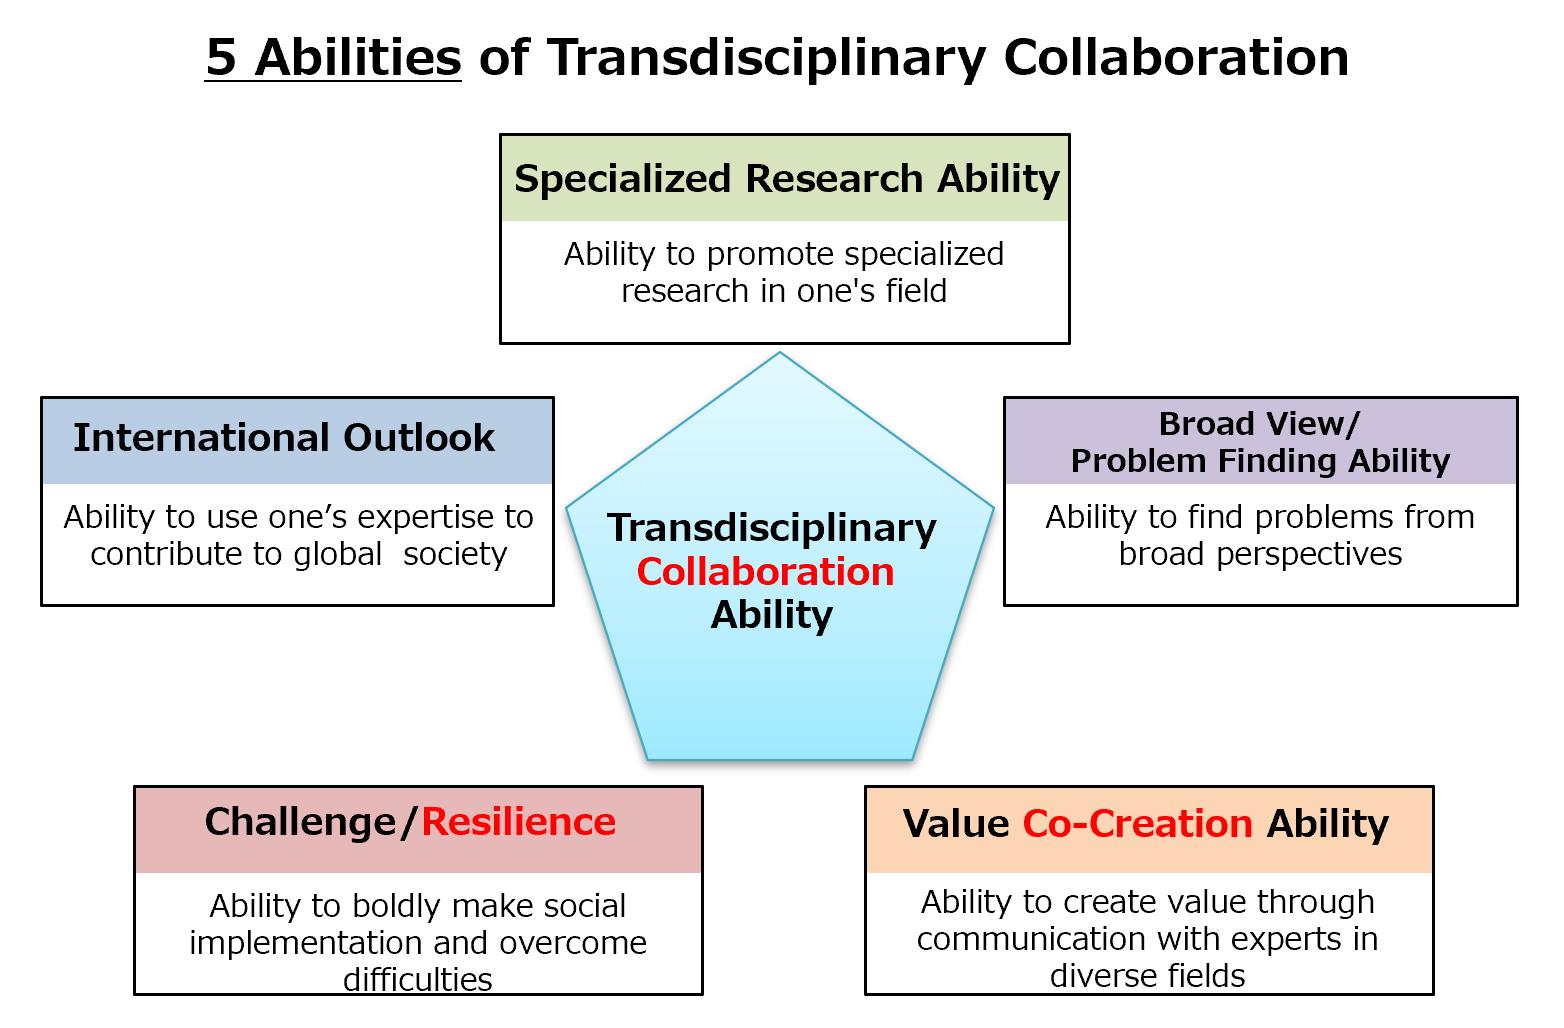 5 Abilities of Transdisciplinary Collaboration
Specialized Research Ability
Ability to promote specialized
research in one's field
International Outlook
Ability to use one’s expertise to
contribute to global  society
Broad View/
Problem Finding Ability
Ability to find problems from
broad perspectives
Transdisciplinary
Collaboration
Ability
Challenge/Resilience
Ability to boldly make social
implementation and overcome
difficulties
Value Co-Creation Ability
Ability to create value through
communication with experts in
diverse fields